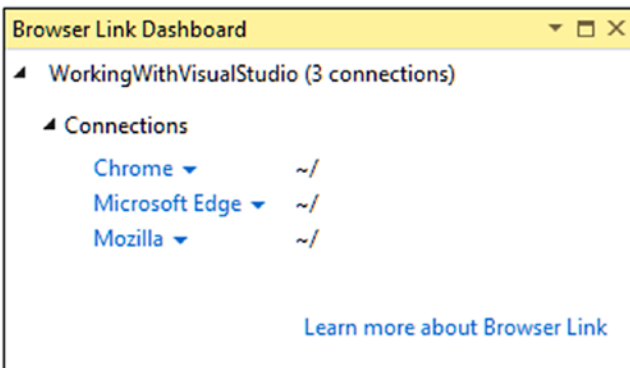 Browser Link Dashboard
WorkingWithVisualStudio (3 connections)
Connections
Chrome ~/
Microsoft Edge ~/
Mozilla ~/
Learn more about Browser Link